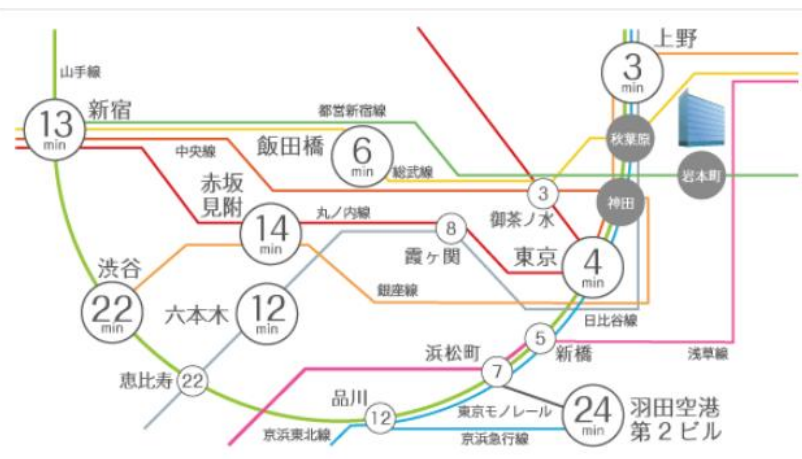 上野
3
min
山手線
新宿
13
min
都営新宿線
秋葉原
飯田橋
6
min
中央線
総武線
岩本町
赤坂
見附
3
神田
御茶ノ水
丸ノ内線
14
min
8
霞ヶ関
東京
4
min
渋谷
22
min
六本木
12
min
銀座線
日比谷線
5
新橋
浅草線
浜松町
7
恵比寿
22
品川
12
東京モノレール
24
min
羽田空港
第2ビル
京浜東北線
京浜急行線